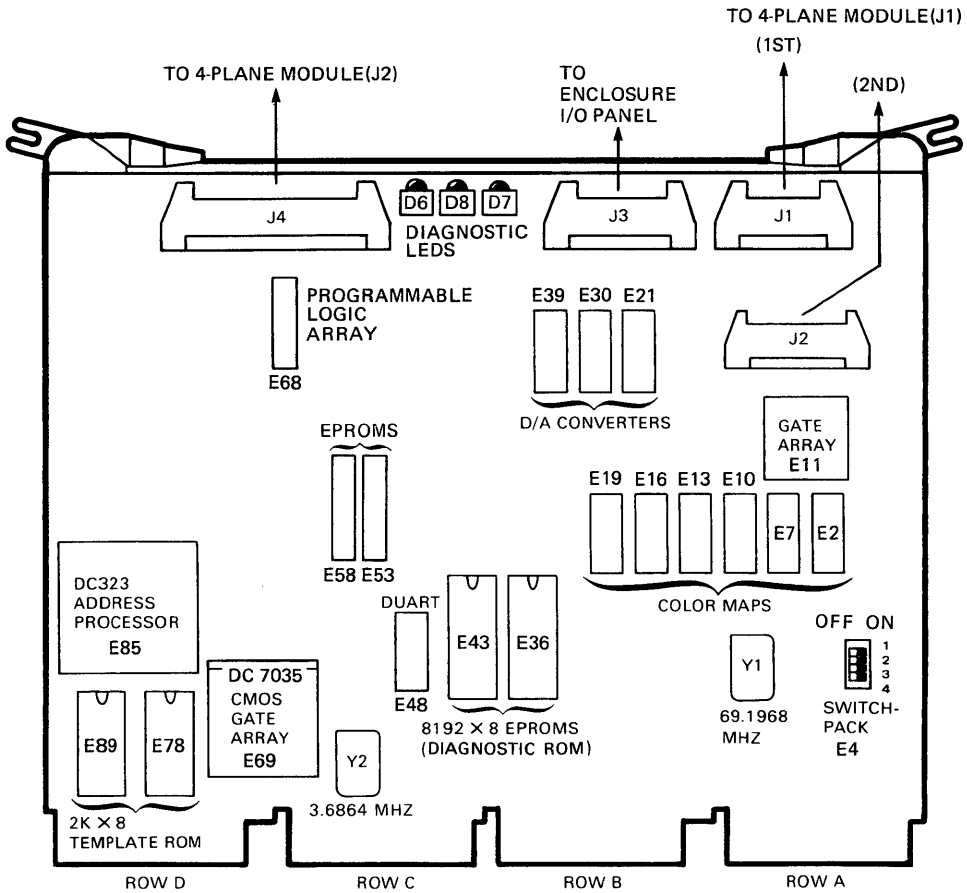 TO 4-PLANE MODULE(J1)
(1ST)
(2ND)
TO 4-PLANE MODULE(J2)
TO
ENCLOSURE
I/O PANEL
J4
D6 D8 D7
DIAGNOSTIC
LEDS
J3
J1
J2
PROGRAMMABLE
LOGIC
ARRAY
E68
E39 E30 E21
D/A CONVERTERS
GATE
ARRAY
E11
EPROMS
E58 E53
E19 E16 E13 E10
E7 E2
COLOR MAPS
DC323
ADDRESS
PROCESSOR
E85
DUART
E48
E43 E36
8192 X 8 EPROMS
(DIAGNOSTIC ROM)
OFF ON
1
2
3
4
SWITCH-
PACK
E4
Y1
69.1968
MHZ
DC 7035
CMOS
GATE
ARRAY
E69
E89 E78
2K X 8
TEMPLATE ROM
Y2
3.6864 MHZ
ROW D ROW C ROW B ROW A